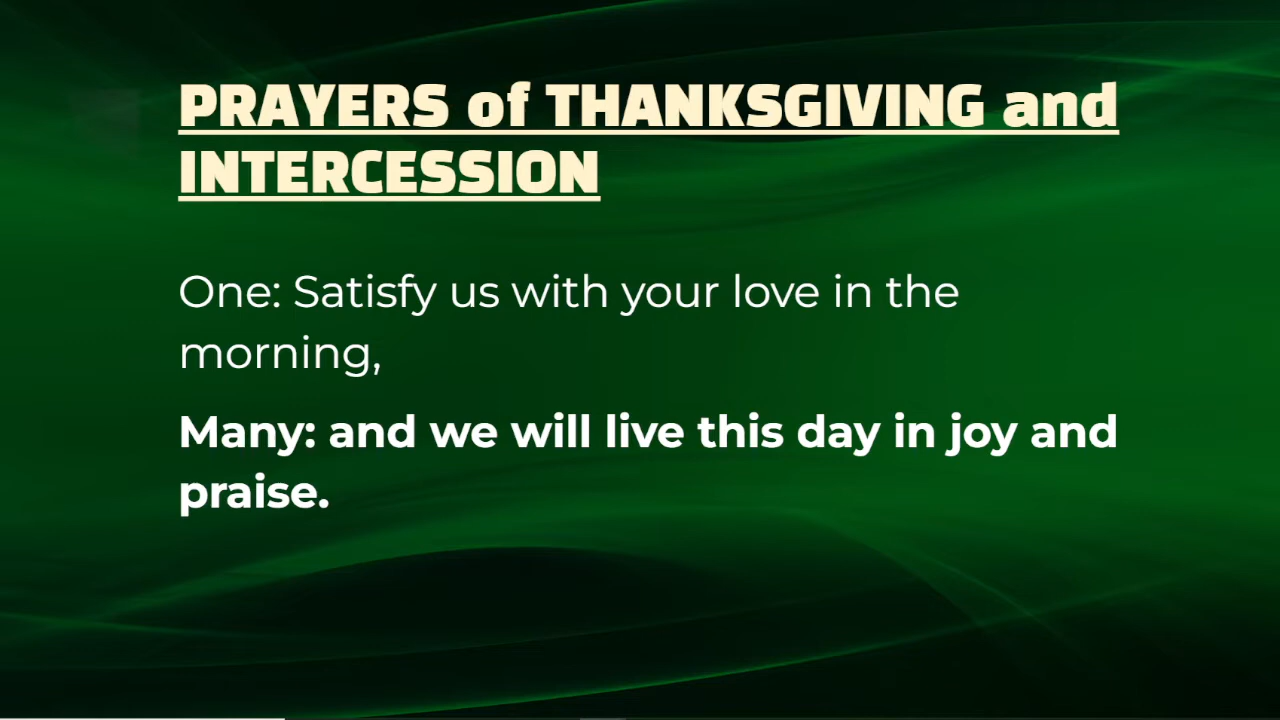 PRAYERS of THANKSGIVING and
INTERCESSION
One: Satisfy us with your love in the
morning,
Many: and we will live this day in joy and
praise.